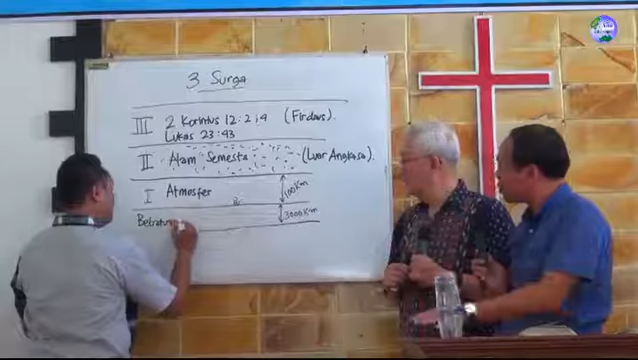 3 Surga
III 2 Korintus 12:2;4 (Firdaus).
Lukas 23:43
II Alam Semesta (Luar Angkasa).
I Atmosfer 100 Km
3000 Km